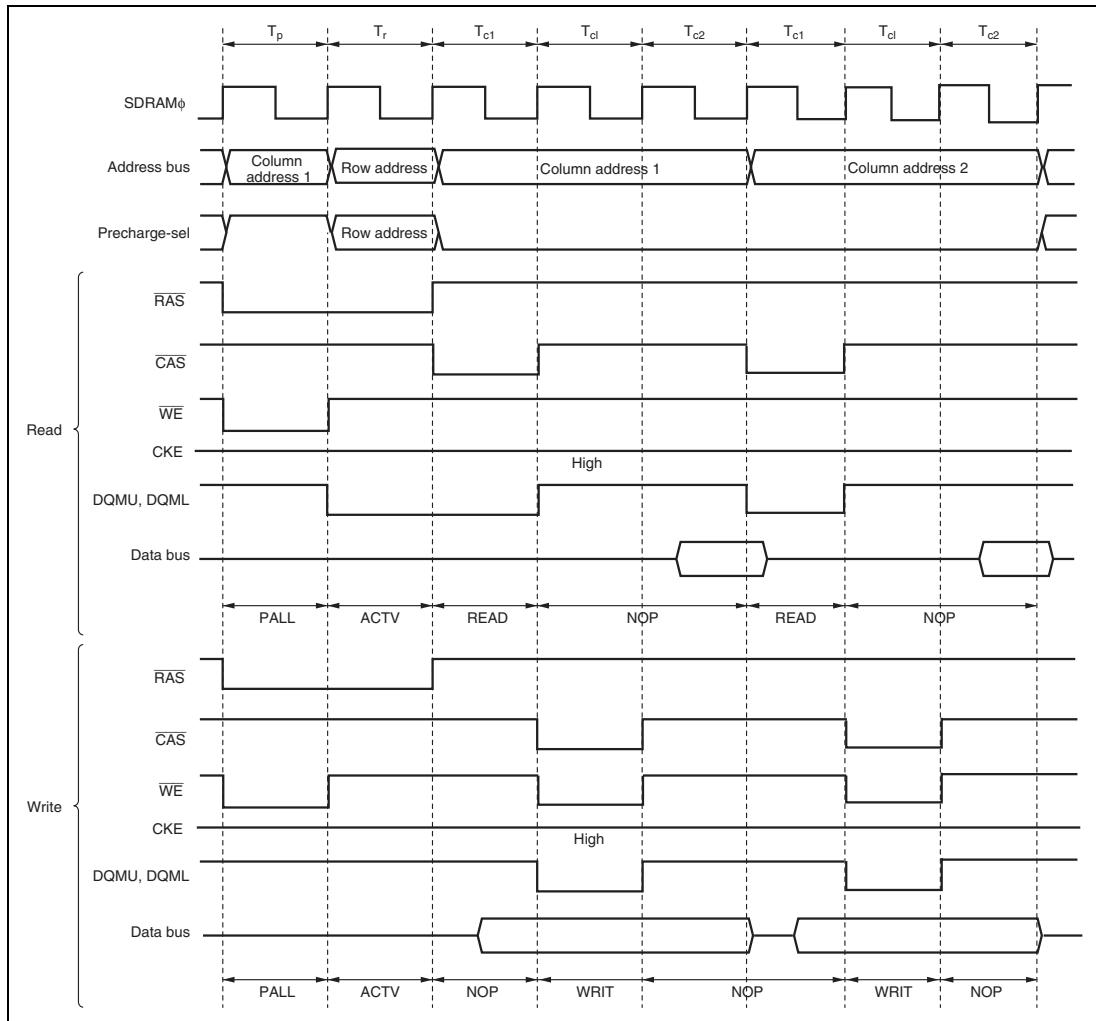 Tp Tr Tc1 Tcl Tc2 Tc1 Tcl Tc2
SDRAMϕ
Address bus Column address 1 Row address Column address 1 Column address 2
Precharge-sel Row address
Read
RAS
CAS
WE
CKE High
DQMU, DQML
Data bus
PALL ACTV READ NOP READ NOP
Write
RAS
CAS
WE
CKE High
DQMU, DQML
Data bus
PALL ACTV NOP WRIT NOP WRIT NOP